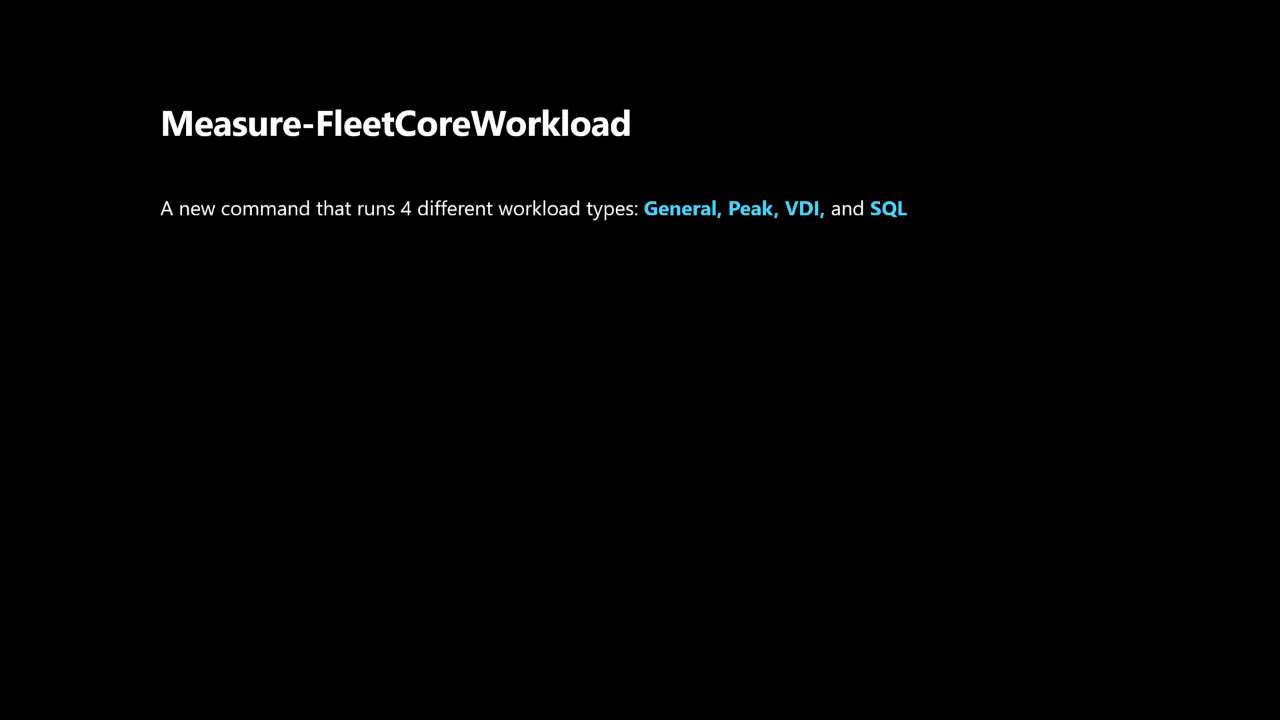 Measure-FleetCoreWorkload
A new command that runs 4 different workload types: General, Peak, VDI, and SQL